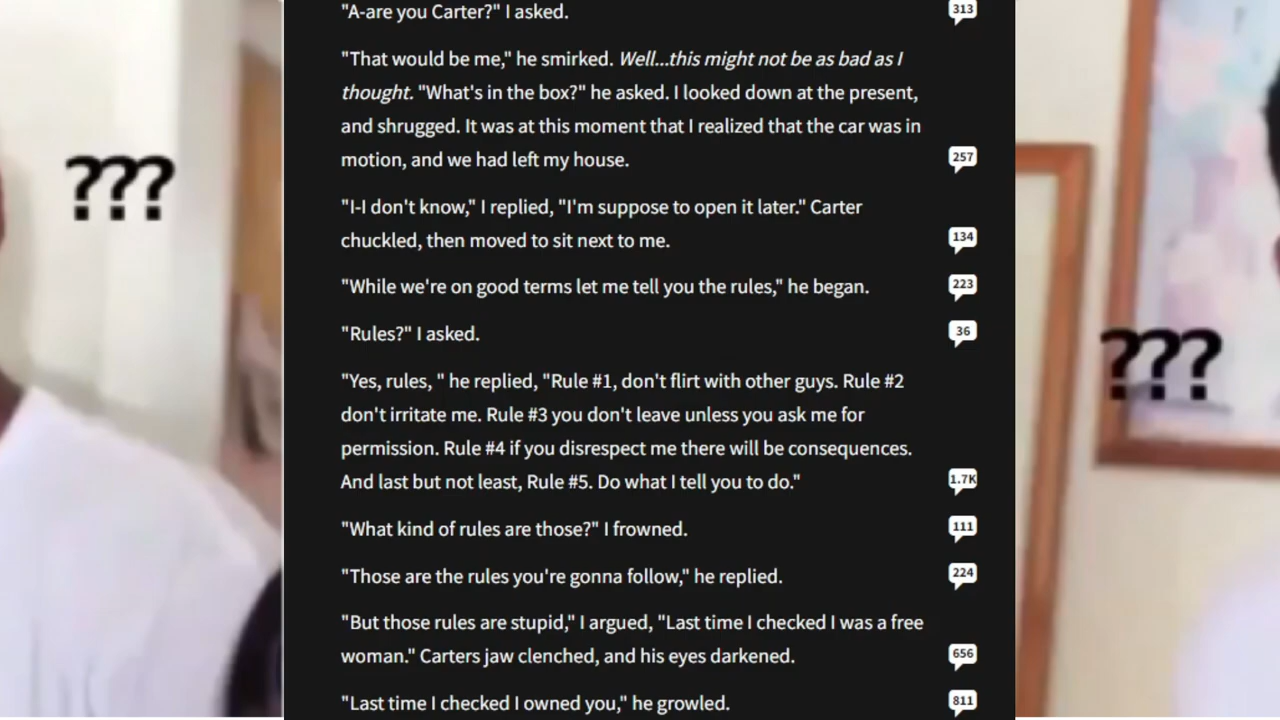 "A-are you Carter?" I asked.
313
"That would be me," he smirked. Well...this might not be as bad as I
thought. "What's in the box?" he asked. I looked down at the present,
and shrugged. It was at this moment that I realized that the car was in
motion, and we had left my house.
257
"I-I don't know," I replied, "I'm suppose to open it later." Carter
chuckled, then moved to sit next to me.
134
"While we're on good terms let me tell you the rules," he began.
223
"Rules?" I asked.
36
"Yes, rules, " he replied, "Rule #1, don't flirt with other guys. Rule #2
don't irritate me. Rule #3 you don't leave unless you ask me for
permission. Rule #4 if you disrespect me there will be consequences.
And last but not least, Rule #5. Do what I tell you to do."
1.7K
"What kind of rules are those?" I frowned.
111
"Those are the rules you're gonna follow," he replied.
224
"But those rules are stupid," I argued, "Last time I checked I was a free
woman." Carters jaw clenched, and his eyes darkened.
656
"Last time I checked I owned you," he growled.
811
???
???